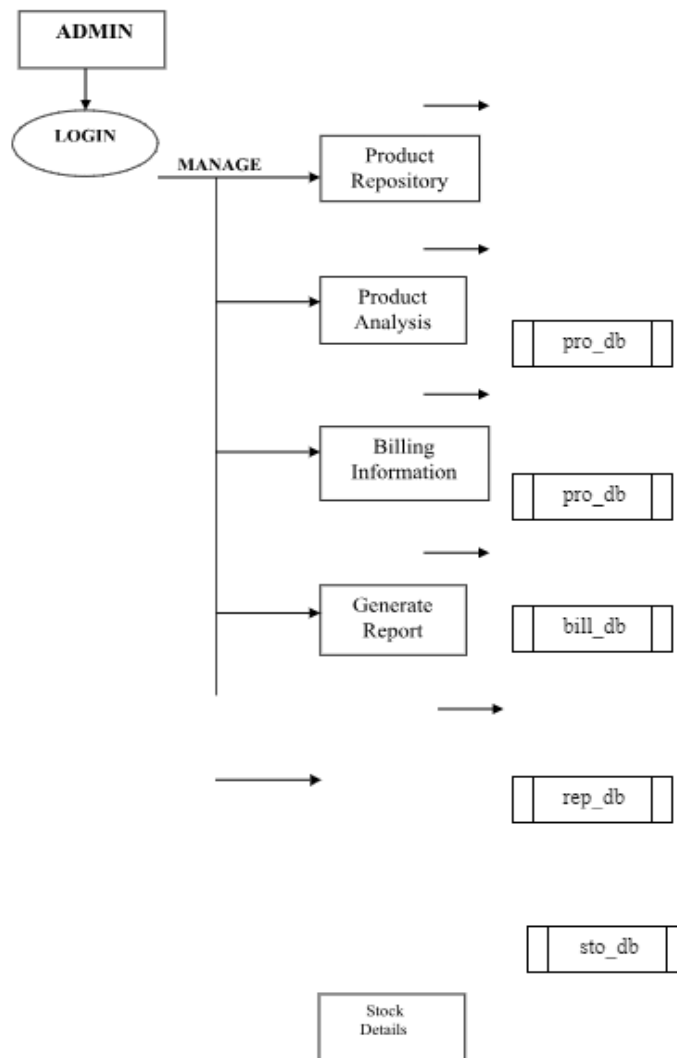 ADMIN
LOGIN
MANAGE
Product
Repository
Product
Analysis
pro_db
Billing
Information
pro_db
Generate
Report
bill_db
rep_db
sto_db
Stock
Details